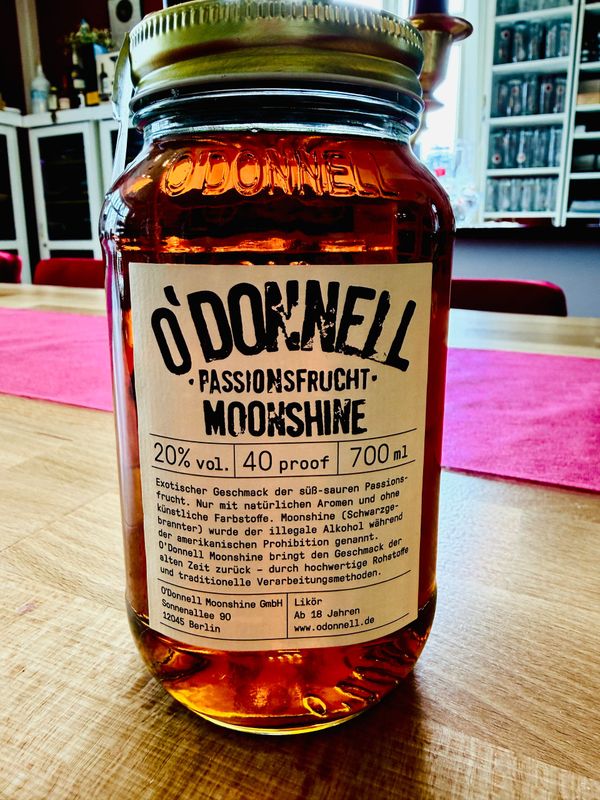 O'DONNELL
O'DONNELL
·PASSIONSFRUCHT·
MOONSHINE
20% vol. 40 proof 700 ml
Exotischer Geschmack der süß-sauren Passions-
frucht. Nur mit natürlichen Aromen und ohne
künstliche Farbstoffe. Moonshine (Schwarzge-
brannter) wurde der illegale Alkohol während
der amerikanischen Prohibition genannt.
O'Donnell Moonshine bringt den Geschmack der
alten Zeit zurück – durch hochwertige Rohstoffe
und traditionelle Verarbeitungsmethoden.
O'Donnell Moonshine GmbH
Sonnenallee 90
12045 Berlin
Likör
Ab 18 Jahren
www.odonnell.de